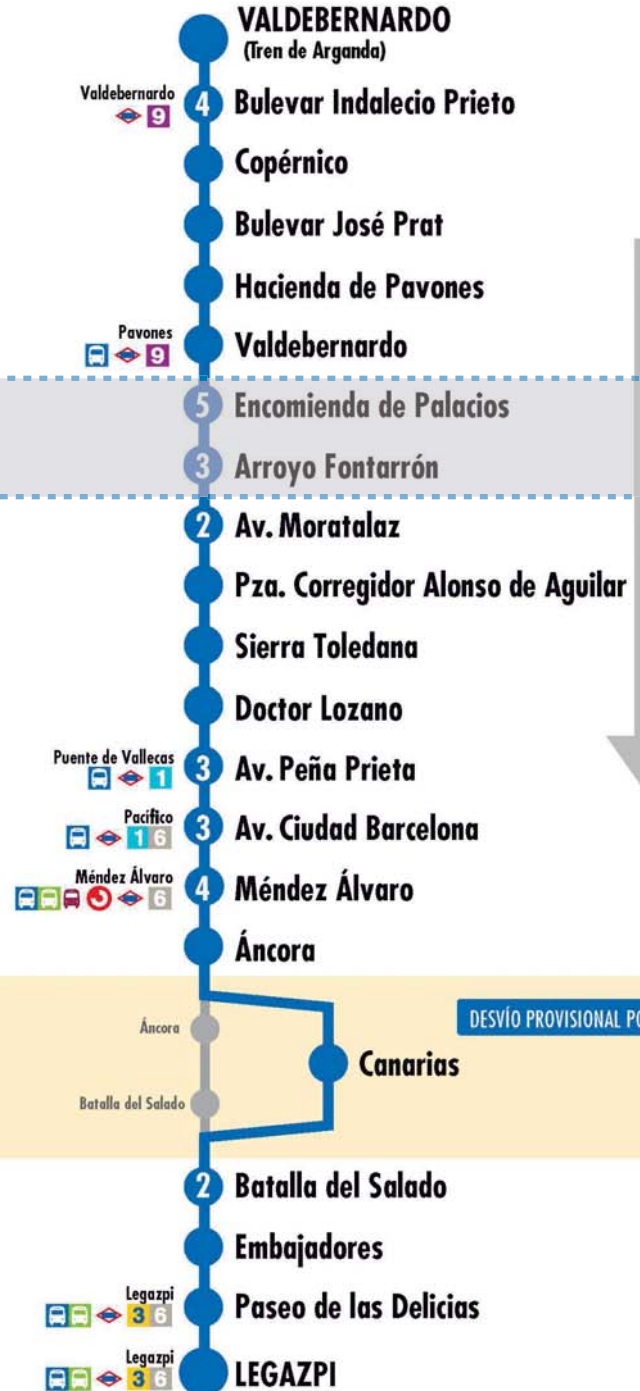 VALDEBERNARDO
(Tren de Arganda)
Valdebernardo
9
4 Bulevar Indalecio Prieto
Copérnico
Bulevar José Prat
Hacienda de Pavones
Pavones
9
Valdebernardo
5 Encomienda de Palacios
3 Arroyo Fontarrón
2 Av. Moratalaz
Pza. Corregidor Alonso de Aguilar
Sierra Toledana
Doctor Lozano
Puente de Vallecas
1
3 Av. Peña Prieta
Pacífico
1 6
3 Av. Ciudad Barcelona
Méndez Álvaro
6
4 Méndez Álvaro
Áncora
Áncora
DESVÍO PROVISIONAL PO
Canarias
Batalla del Salado
2 Batalla del Salado
Embajadores
Legazpi
3 6
Paseo de las Delicias
Legazpi
3 6
LEGAZPI